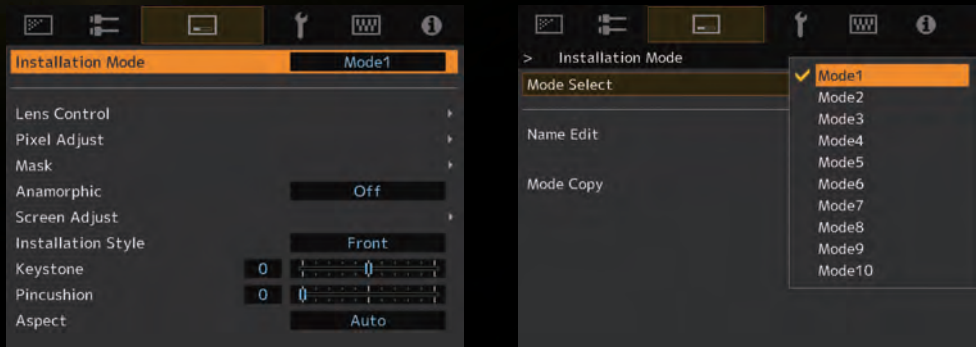 Installation Mode Mode1
Lens Control
Pixel Adjust
Mask
Anamorphic Off
Screen Adjust
Installation Style Front
Keystone 0
Pincushion 0
Aspect Auto
> Installation Mode
Mode Select
Name Edit
Mode Copy
Mode1
Mode2
Mode3
Mode4
Mode5
Mode6
Mode7
Mode8
Mode9
Mode10